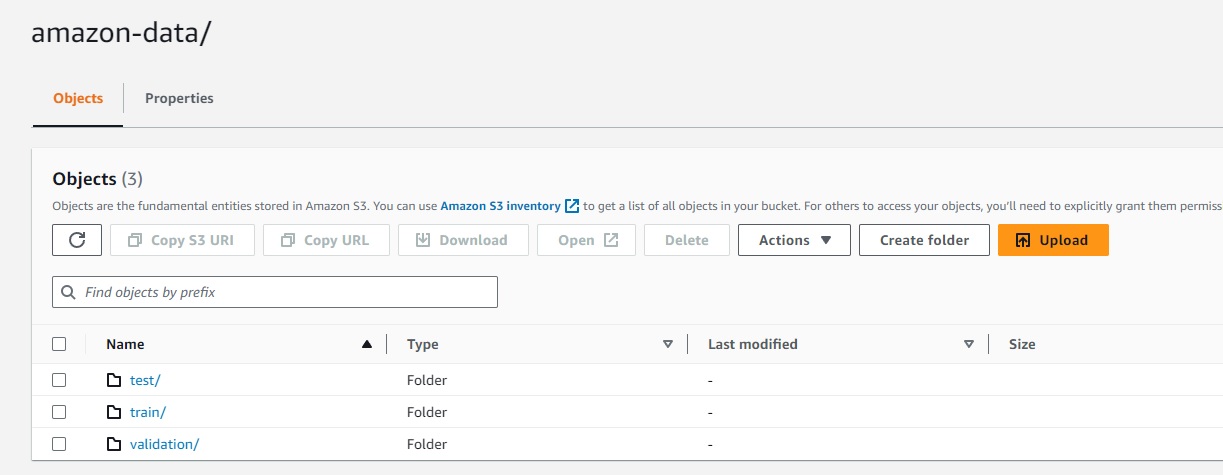 amazon-data/
Objects Properties
Objects (3)
Objects are the fundamental entities stored in Amazon S3. You can use Amazon S3 inventory to get a list of all objects in your bucket. For others to access your objects, you'll need to explicitly grant them permiss
Copy S3 URI Copy URL Download Open Delete Actions Create folder Upload
Find objects by prefix
Name Type Last modified Size
test/ Folder -
train/ Folder -
validation/ Folder -